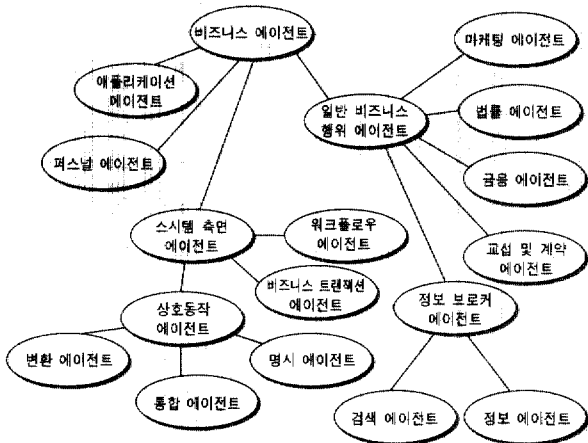 비즈니스 에이전트
마케팅 에이전트
애플리케이션
에이전트
일반 비즈니스
행위 에이전트
법률 에이전트
퍼스널 에이전트
금융 에이전트
스시템 측면
에이전트
워크플로우
에이전트
교섭 및 계약
에이전트
비즈니스 트랜잭션
에이전트
정보 브로커
에이전트
상호동작
에이전트
변환 에이전트
명시 에이전트
통합 에이전트
검색 에이전트
정보 에이전트